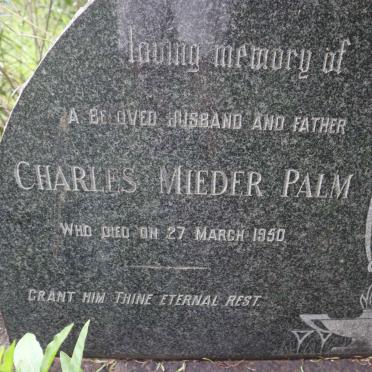 loving memory of
A BELOVED HUSBAND AND FATHER
CHARLES MIEDER PALM
WHO DIED ON 27 MARCH 1950
GRANT HIM THINE ETERNAL REST.